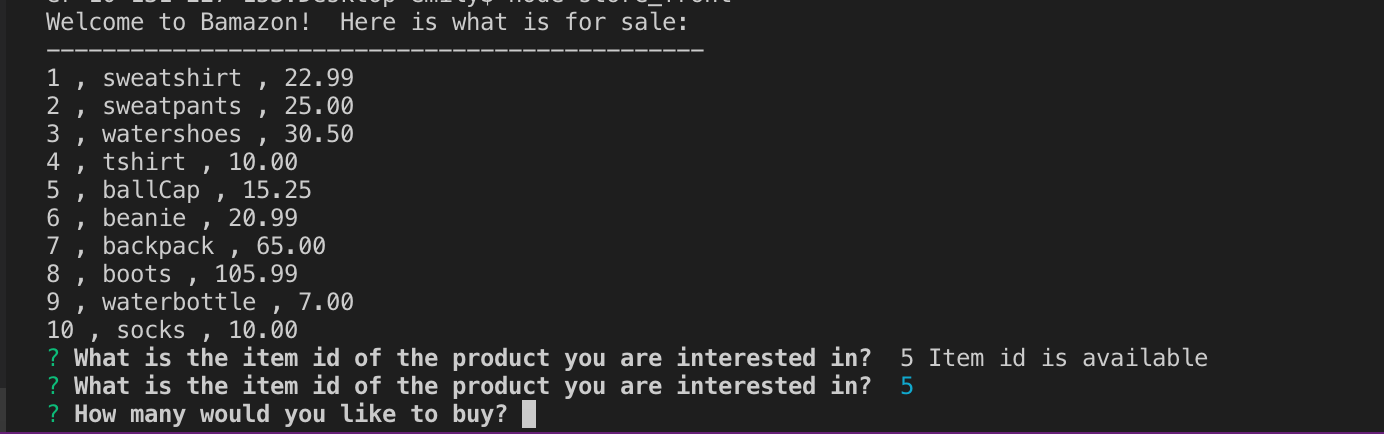 Welcome to Bamazon!  Here is what is for sale:
-----------------------------------------------
1 , sweatshirt , 22.99
2 , sweatpants , 25.00
3 , watershoes , 30.50
4 , tshirt , 10.00
5 , ballCap , 15.25
6 , beanie , 20.99
7 , backpack , 65.00
8 , boots , 105.99
9 , waterbottle , 7.00
10 , socks , 10.00
? What is the item id of the product you are interested in?  5 Item id is available
? What is the item id of the product you are interested in?  5
? How many would you like to buy?